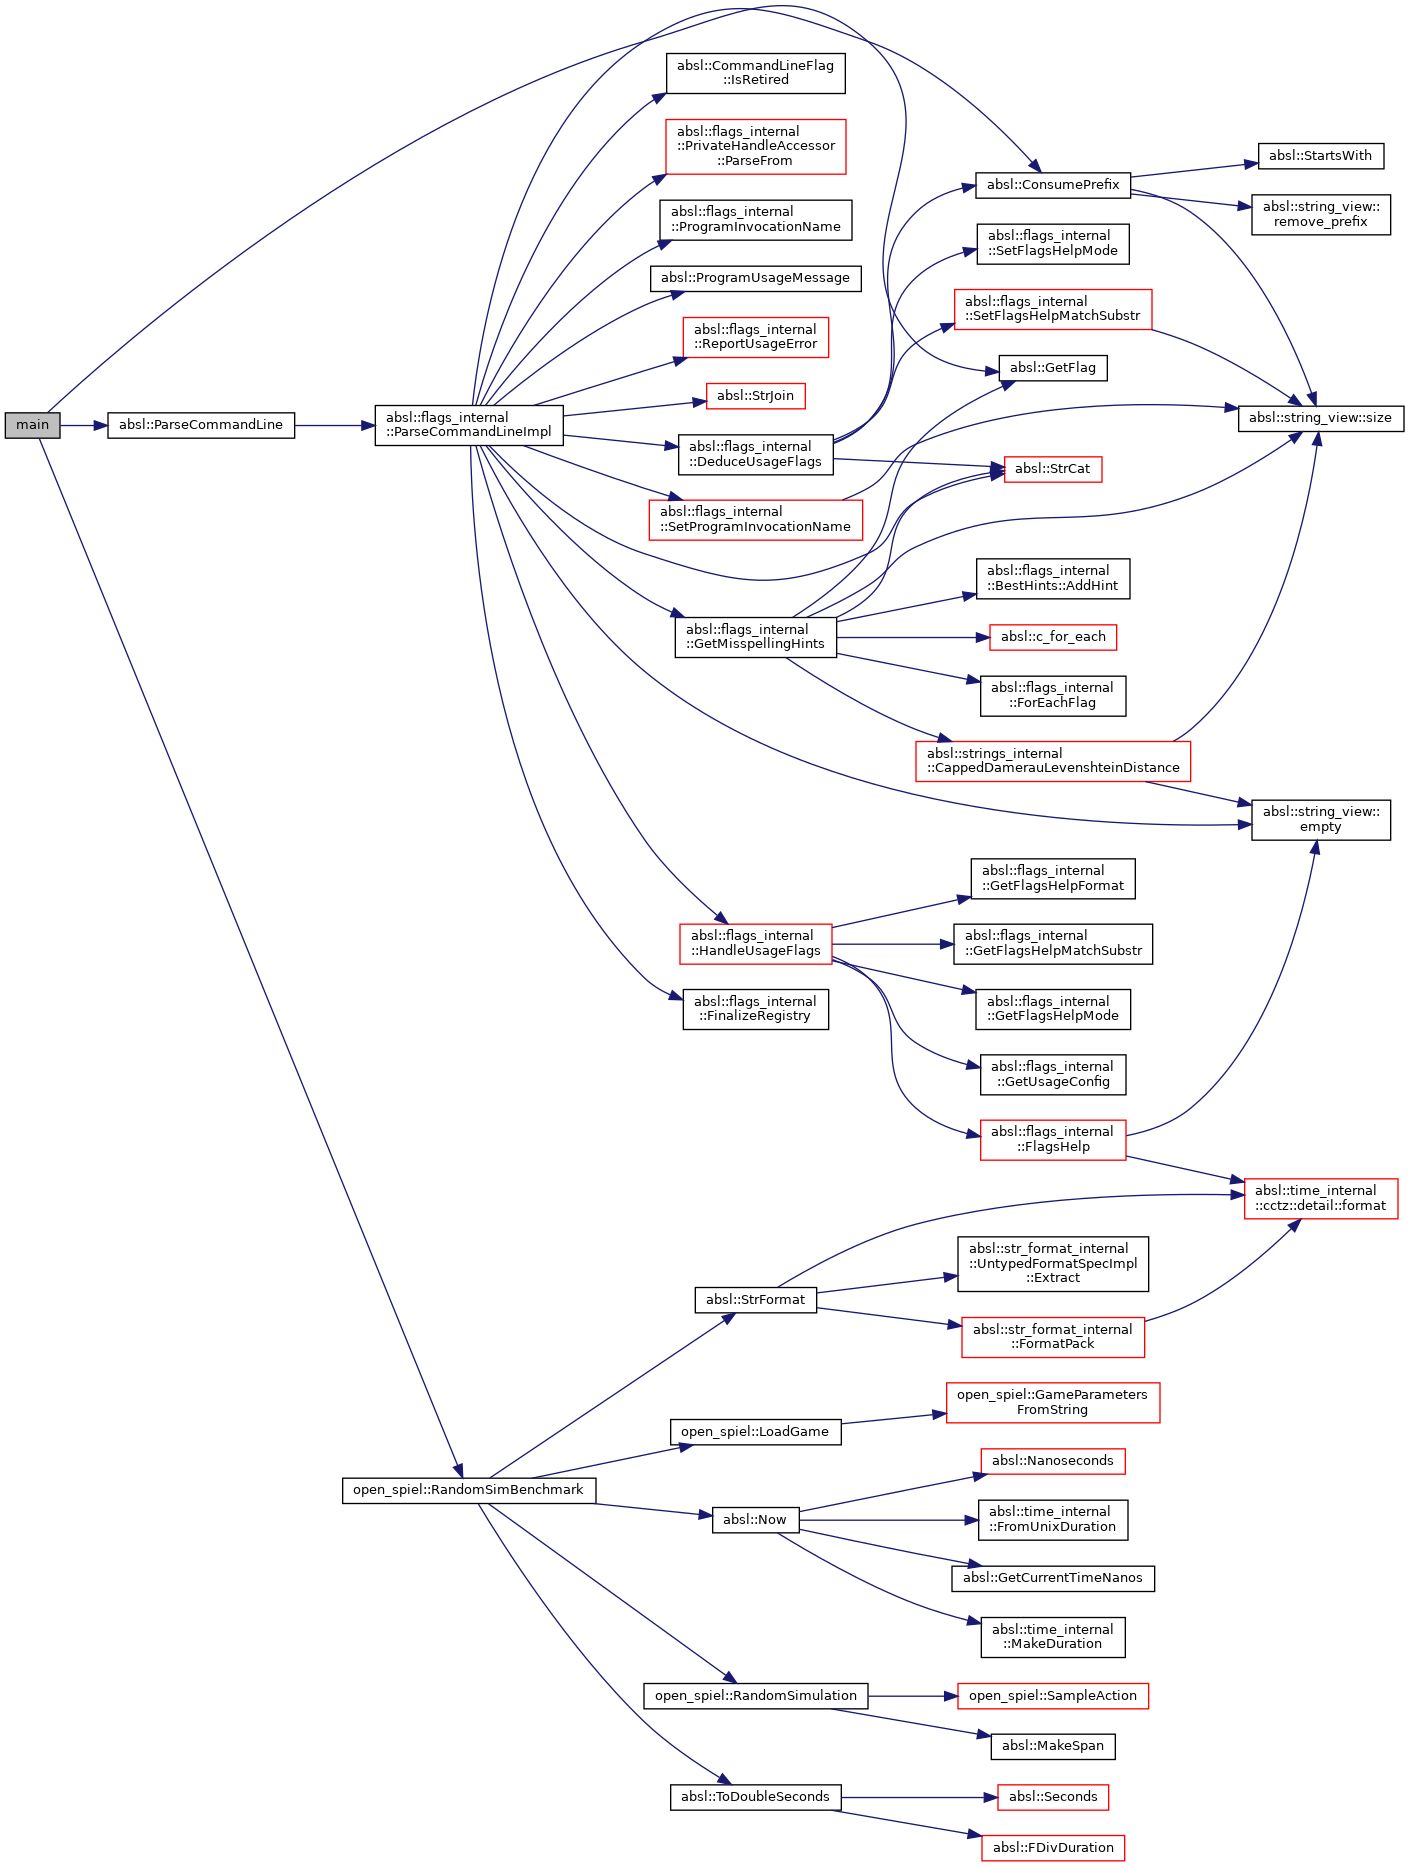 absl::CommandLineFlag
::IsRetired
absl::flags_internal
::PrivateHandleAccessor
::ParseFrom
absl::flags_internal
::ProgramInvocationName
absl::ProgramUsageMessage
absl::flags_internal
::ReportUsageError
absl::StrJoin
main
absl::ParseCommandLine
absl::flags_internal
::ParseCommandLineImpl
absl::flags_internal
::DeduceUsageFlags
absl::flags_internal
::SetProgramInvocationName
absl::flags_internal
::GetMisspellingHints
absl::flags_internal
::HandleUsageFlags
absl::flags_internal
::FinalizeRegistry
absl::ConsumePrefix
absl::flags_internal
::SetFlagsHelpMode
absl::flags_internal
::SetFlagsHelpMatchSubstr
absl::GetFlag
absl::StrCat
absl::flags_internal
::BestHints::AddHint
absl::c_for_each
absl::flags_internal
::ForEachFlag
absl::strings_internal
::CappedDamerauLevenshteinDistance
absl::StartsWith
absl::string_view::
remove_prefix
absl::string_view::size
absl::string_view::
empty
absl::flags_internal
::GetFlagsHelpFormat
absl::flags_internal
::GetFlagsHelpMatchSubstr
absl::flags_internal
::GetFlagsHelpMode
absl::flags_internal
::GetUsageConfig
absl::flags_internal
::FlagsHelp
absl::time_internal
::cctz::detail::format
absl::StrFormat
absl::str_format_internal
::UntypedFormatSpecImpl
::Extract
absl::str_format_internal
::FormatPack
open_spiel::RandomSimBenchmark
open_spiel::LoadGame
open_spiel::GameParameters
FromString
absl::Now
absl::Nanoseconds
absl::time_internal
::FromUnixDuration
absl::GetCurrentTimeNanos
absl::time_internal
::MakeDuration
open_spiel::RandomSimulation
open_spiel::SampleAction
absl::MakeSpan
absl::ToDoubleSeconds
absl::Seconds
absl::FDivDuration